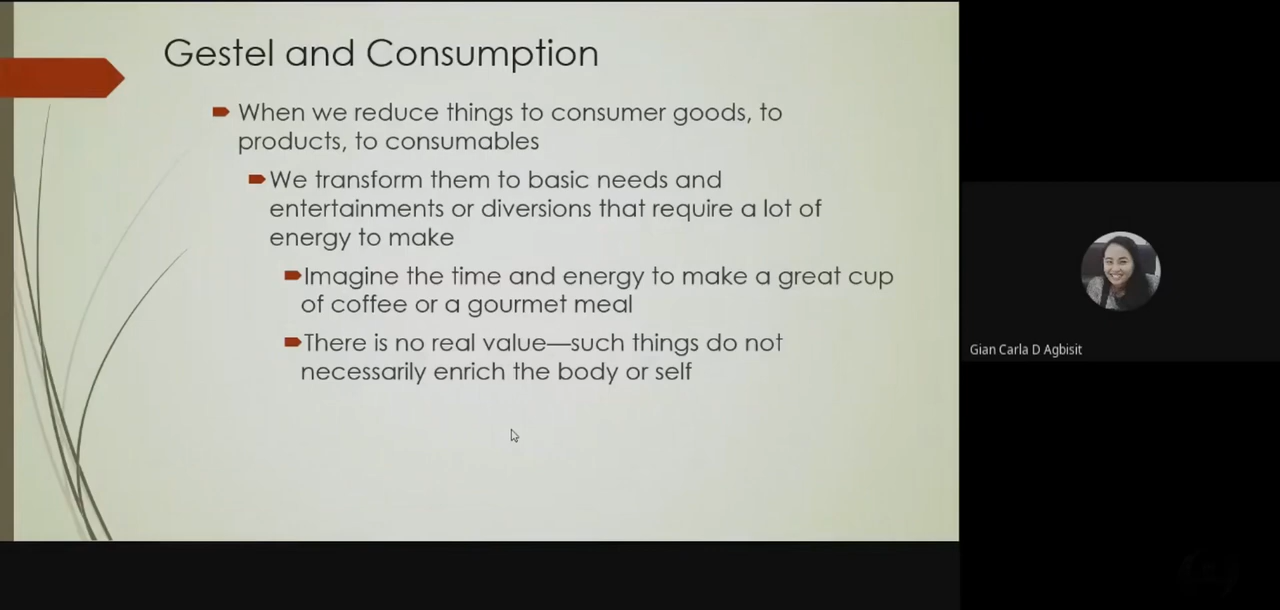 Gestel and Consumption
When we reduce things to consumer goods, to
products, to consumables
We transform them to basic needs and
entertainments or diversions that require a lot of
energy to make
Imagine the time and energy to make a great cup
of coffee or a gourmet meal
There is no real value—such things do not
necessarily enrich the body or self
Gian Carla D Agbisit